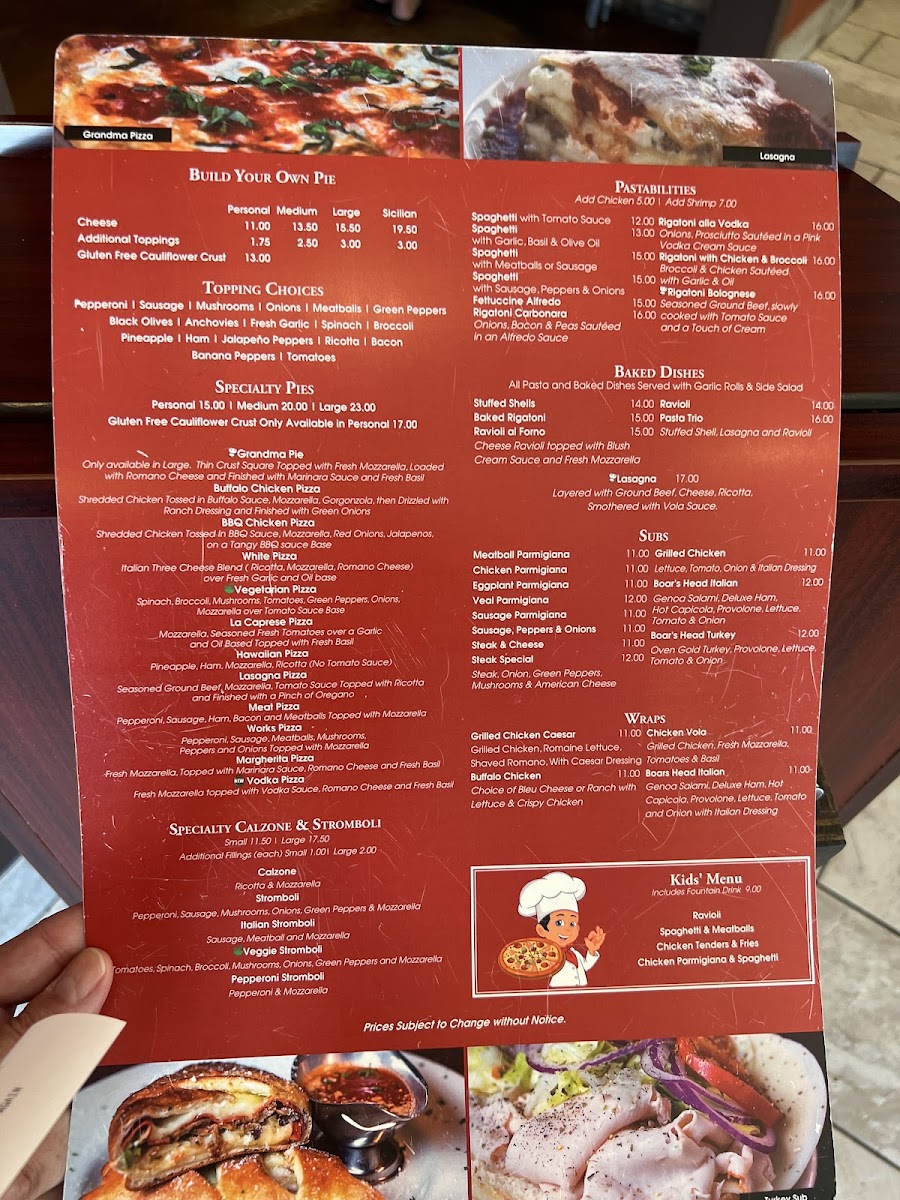 Grandma Pizza
Lasagna
BUILD YOUR OWN PIE
Personal Medium Large Sicilian
Cheese 11.00 13.50 15.50 19.50
Additional Toppings 1.75 2.50 3.00 3.00
Gluten Free Cauliflower Crust 13.00
TOPPING CHOICES
Pepperoni | Sausage | Mushrooms | Onions | Meatballs | Green Peppers
Black Olives | Anchovies | Fresh Garlic | Spinach | Broccoli
Pineapple | Ham | Jalapeño Peppers | Ricotta | Bacon
Banana Peppers | Tomatoes
SPECIALTY PIES
Personal 15.00 | Medium 20.00 | Large 23.00
Gluten Free Cauliflower Crust Only Available in Personal 17.00
Grandma Pie
Only available in Large. Thin Crust Square Topped with Fresh Mozzarella, Loaded
with Romano Cheese and Finished with Marinara Sauce and Fresh Basil
Buffalo Chicken Pizza
Shredded Chicken Tossed in Buffalo Sauce, Mozzarella, Gorgonzola, then Drizzled with
Ranch Dressing and Finished with Green Onions
BBQ Chicken Pizza
Shredded Chicken Tossed in BBQ Sauce, Mozzarella, Red Onions, Jalapenos,
on a Tangy BBQ sauce Base
White Pizza
Italian Three Cheese Blend ( Ricotta, Mozzarella, Romano Cheese)
over Fresh Garlic and Oil base
Vegetarian Pizza
Spinach, Broccoli, Mushrooms, Tomatoes, Green Peppers, Onions,
Mozzarella over Tomato Sauce Base
La Caprese Pizza
Mozzarella, Seasoned Fresh Tomatoes over a Garlic
and Oil Based Topped with Fresh Basil
Hawaiian Pizza
Pineapple, Ham, Mozzarella, Ricotta (No Tomato Sauce)
Lasagna Pizza
Seasoned Ground Beef, Mozzarella, Tomato Sauce Topped with Ricotta
and Finished with a Pinch of Oregano
Meat Pizza
Pepperoni, Sausage, Ham, Bacon and Meatballs Topped with Mozzarella
Works Pizza
Pepperoni, Sausage, Meatballs, Mushrooms,
Peppers and Onions Topped with Mozzarella
Margherita Pizza
Fresh Mozzarella, Topped with Marinara Sauce, Romano Cheese and Fresh Basil
NEW Vodka Pizza
Fresh Mozzarella topped with Vodka Sauce, Romano Cheese and Fresh Basil
SPECIALTY CALZONE & STROMBOLI
Small 11.50 | Large 17.50
Additional Fillings (each) Small 1.00 | Large 2.00
Calzone
Ricotta & Mozzarella
Stromboli
Pepperoni, Sausage, Mushrooms, Onions, Green Peppers & Mozzarella
Italian Stromboli
Sausage, Meatball and Mozzarella
Veggie Stromboli
Tomatoes, Spinach, Broccoli, Mushrooms, Onions, Green Peppers and Mozzarella
Pepperoni Stromboli
Pepperoni & Mozzarella
PASTABILITIES
Add Chicken 5.00 | Add Shrimp 7.00
Spaghetti with Tomato Sauce 12.00
Spaghetti 13.00
with Garlic, Basil & Olive Oil
Spaghetti 15.00
with Meatballs or Sausage
Spaghetti 15.00
with Sausage, Peppers & Onions
Fettuccine Alfredo 15.00
Rigatoni Carbonara 16.00
Onions, Bacon & Peas Sautéed
in an Alfredo Sauce
Rigatoni alla Vodka 16.00
Onions, Prosciutto Sautéed in a Pink
Vodka Cream Sauce
Rigatoni with Chicken & Broccoli 16.00
Broccoli & Chicken Sautéed
with Garlic & Oil
Rigatoni Bolognese 16.00
Seasoned Ground Beef, slowly
cooked with Tomato Sauce
and a Touch of Cream
BAKED DISHES
All Pasta and Baked Dishes Served with Garlic Rolls & Side Salad
Stuffed Shells 14.00
Baked Rigatoni 15.00
Ravioli al Forno 15.00
Cheese Ravioli topped with Blush
Cream Sauce and Fresh Mozzarella
Ravioli 14.00
Pasta Trio 16.00
Stuffed Shell, Lasagna and Ravioli
Lasagna 17.00
Layered with Ground Beef, Cheese, Ricotta,
Smothered with Vola Sauce.
SUBS
Meatball Parmigiana 11.00
Chicken Parmigiana 11.00
Eggplant Parmigiana 11.00
Veal Parmigiana 12.00
Sausage Parmigiana 11.00
Sausage, Peppers & Onions 11.00
Steak & Cheese 11.00
Steak Special 12.00
Steak, Onion, Green Peppers,
Mushrooms & American Cheese
Grilled Chicken 11.00
Lettuce, Tomato, Onion & Italian Dressing
Boar's Head Italian 12.00
Genoa Salami, Deluxe Ham,
Hot Capicola, Provolone, Lettuce,
Tomato & Onion
Boar's Head Turkey 12.00
Oven Gold Turkey, Provolone, Lettuce,
Tomato & Onion
WRAPS
Grilled Chicken Caesar 11.00
Grilled Chicken, Romaine Lettuce,
Shaved Romano, With Caesar Dressing
Buffalo Chicken 11.00
Choice of Bleu Cheese or Ranch with
Lettuce & Crispy Chicken
Chicken Vola 11.00
Grilled Chicken, Fresh Mozzarella,
Tomatoes & Basil
Boars Head Italian 11.00
Genoa Salami, Deluxe Ham, Hot
Capicola, Provolone, Lettuce, Tomato
and Onion with Italian Dressing
Kids' Menu
Includes Fountain Drink 9.00
Ravioli
Spaghetti & Meatballs
Chicken Tenders & Fries
Chicken Parmigiana & Spaghetti
Prices Subject to Change without Notice.
Turkey Sub